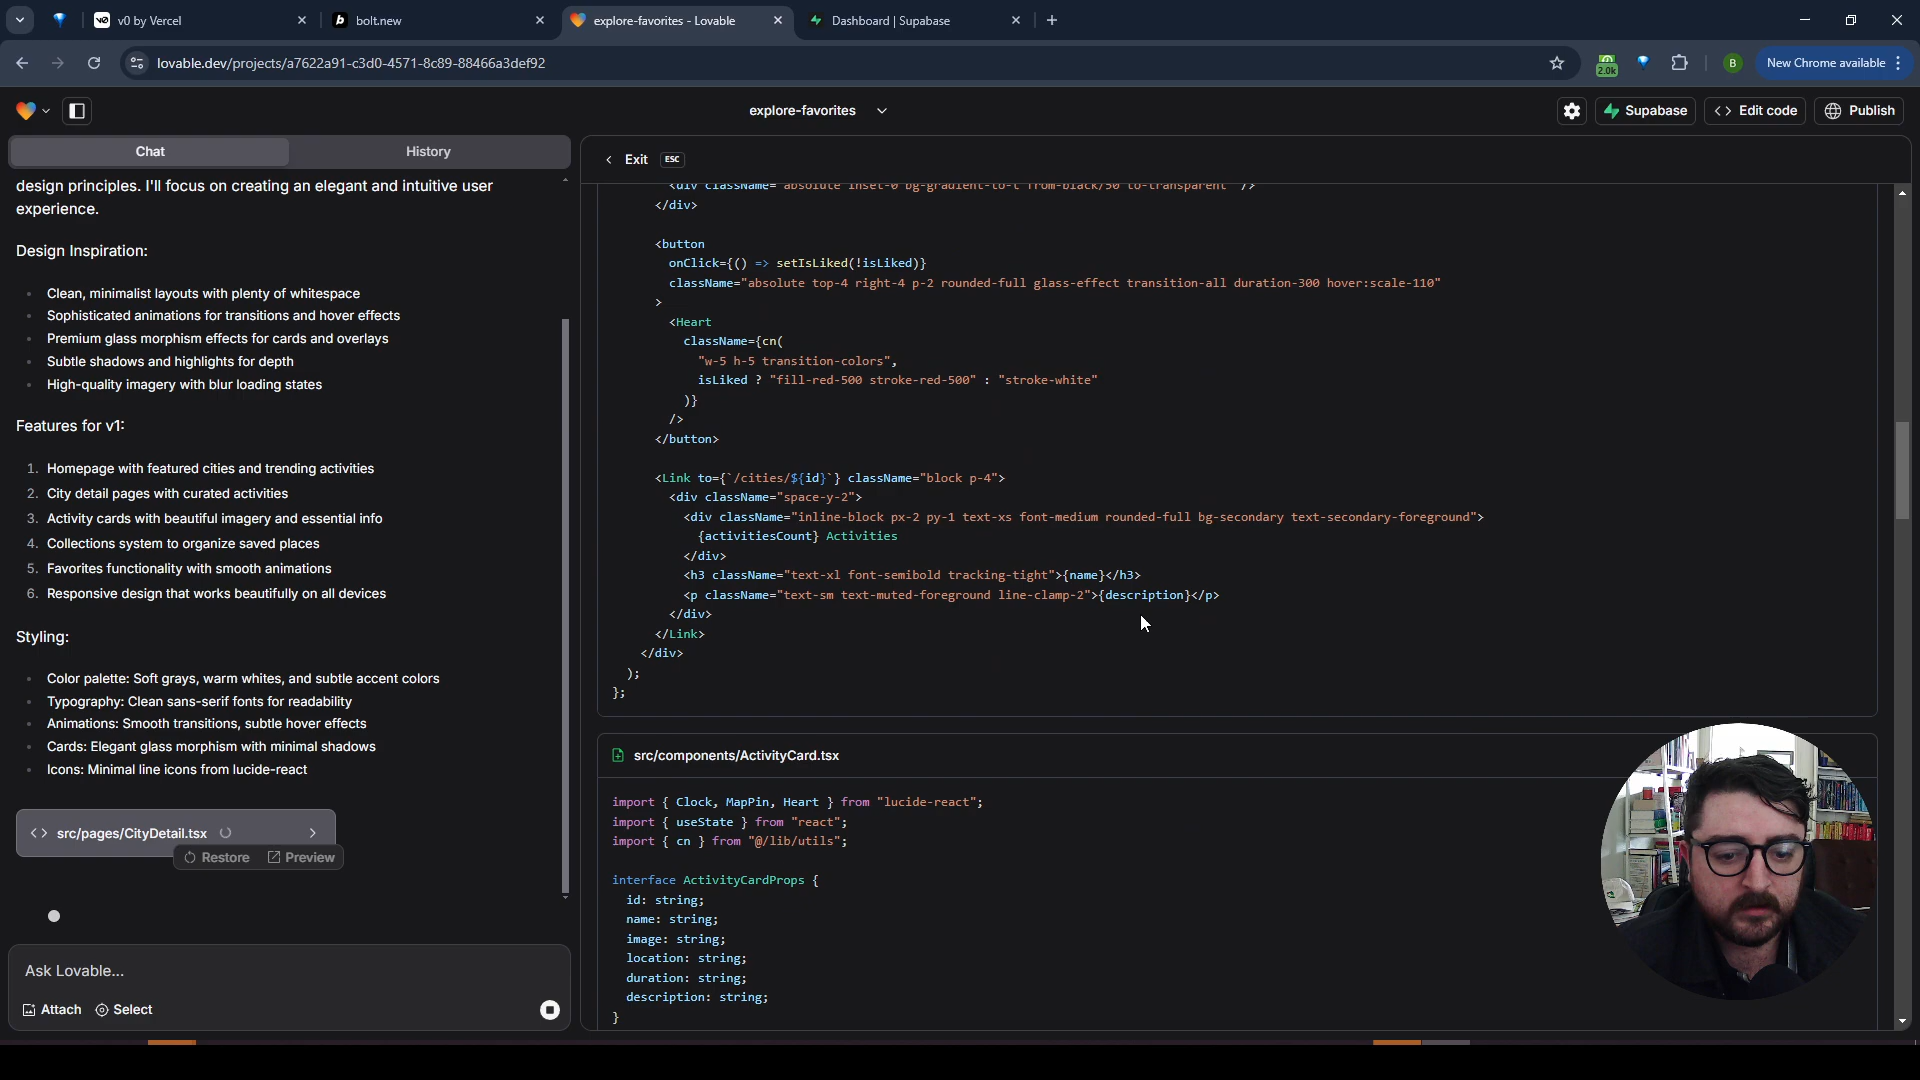 v0 by Vercel
bolt.new
explore-favorites - Lovable
Dashboard | Supabase
lovable.dev/projects/a7622a91-c3d0-4571-8c89-88466a3def92
2.0k
B
New Chrome available
explore-favorites
Supabase
Edit code
Publish
Chat
History
design principles. I'll focus on creating an elegant and intuitive user
experience.
Design Inspiration:
Clean, minimalist layouts with plenty of whitespace
Sophisticated animations for transitions and hover effects
Premium glass morphism effects for cards and overlays
Subtle shadows and highlights for depth
High-quality imagery with blur loading states
Features for v1:
1. Homepage with featured cities and trending activities
2. City detail pages with curated activities
3. Activity cards with beautiful imagery and essential info
4. Collections system to organize saved places
5. Favorites functionality with smooth animations
6. Responsive design that works beautifully on all devices
Styling:
Color palette: Soft grays, warm whites, and subtle accent colors
Typography: Clean sans-serif fonts for readability
Animations: Smooth transitions, subtle hover effects
Cards: Elegant glass morphism with minimal shadows
Icons: Minimal line icons from lucide-react
src/pages/CityDetail.tsx
Restore
Preview
Ask Lovable...
Attach
Select
Exit
ESC
<div className="absolute inset-0 bg-gradient-to-t from-black/50 to-transparent" />
</div>
<button
onClick={() => setIsLiked(!isLiked)}
className="absolute top-4 right-4 p-2 rounded-full glass-effect transition-all duration-300 hover:scale-110"
>
<Heart
className={cn(
"w-5 h-5 transition-colors",
isLiked ? "fill-red-500 stroke-red-500" : "stroke-white"
)}
/>
</button>
<Link to={`/cities/${id}`} className="block p-4">
<div className="space-y-2">
<div className="inline-block px-2 py-1 text-xs font-medium rounded-full bg-secondary text-secondary-foreground">
{activitiesCount} Activities
</div>
<h3 className="text-xl font-semibold tracking-tight">{name}</h3>
<p className="text-sm text-muted-foreground line-clamp-2">{description}</p>
</div>
</Link>
</div>
);
};
src/components/ActivityCard.tsx
import { Clock, MapPin, Heart } from "lucide-react";
import { useState } from "react";
import { cn } from "@/lib/utils";
interface ActivityCardProps {
id: string;
name: string;
image: string;
location: string;
duration: string;
description: string;
}